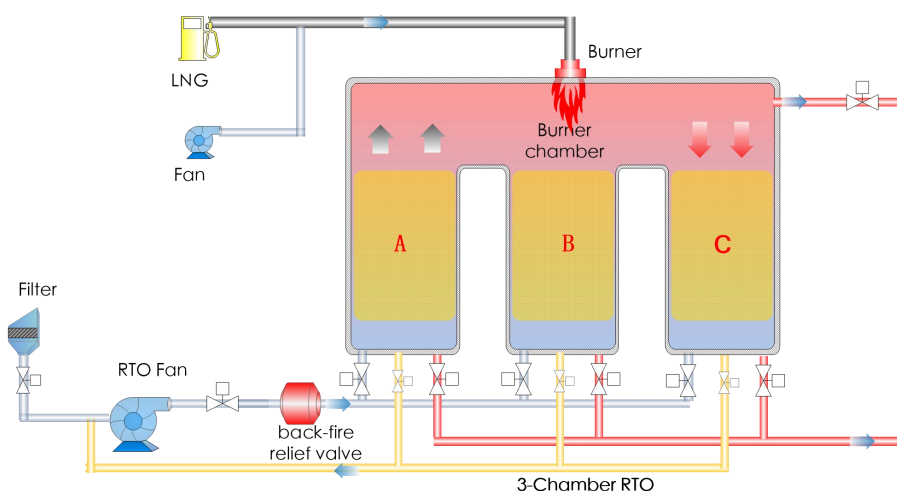 LNG
Burner
Fan
Burner
chamber
A
B
C
Filter
RTO Fan
back-fire
relief valve
3-Chamber RTO